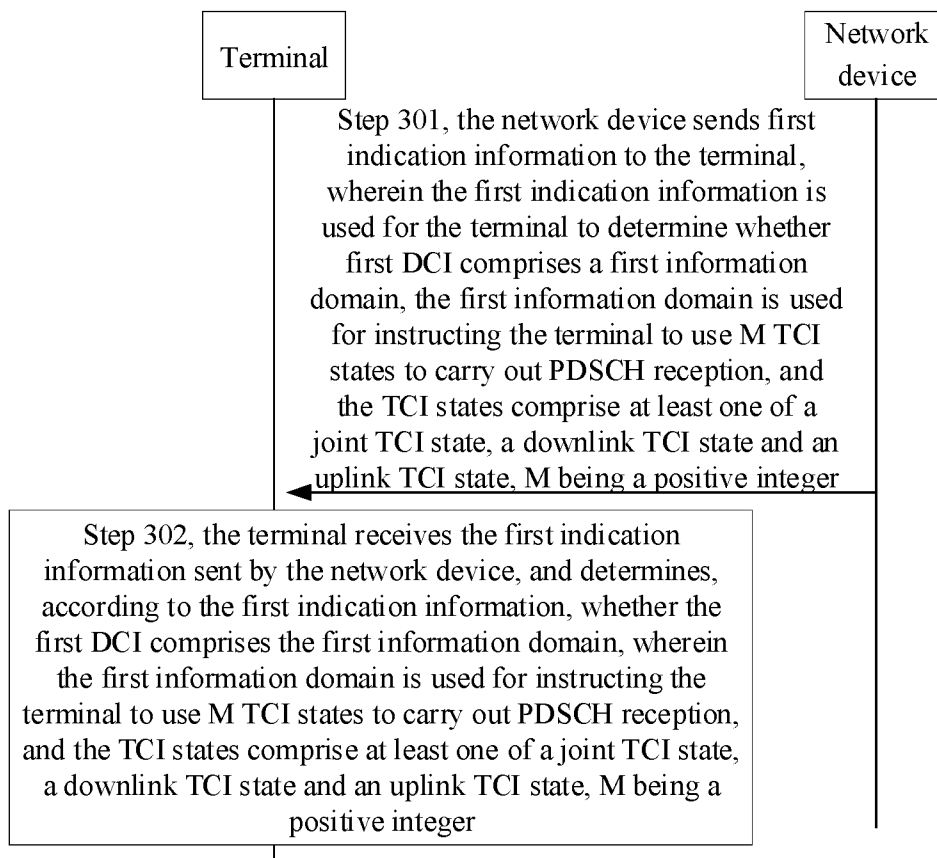 Terminal
Network
device
Step 301, the network device sends first
indication information to the terminal,
wherein the first indication information is
used for the terminal to determine whether
first DCI comprises a first information
domain, the first information domain is used
for instructing the terminal to use M TCI
states to carry out PDSCH reception, and
the TCI states comprise at least one of a
joint TCI state, a downlink TCI state and an
uplink TCI state, M being a positive integer
Step 302, the terminal receives the first indication
information sent by the network device, and determines,
according to the first indication information, whether the
first DCI comprises the first information domain, wherein
the first information domain is used for instructing the
terminal to use M TCI states to carry out PDSCH reception,
and the TCI states comprise at least one of a joint TCI state,
a downlink TCI state and an uplink TCI state, M being a
positive integer